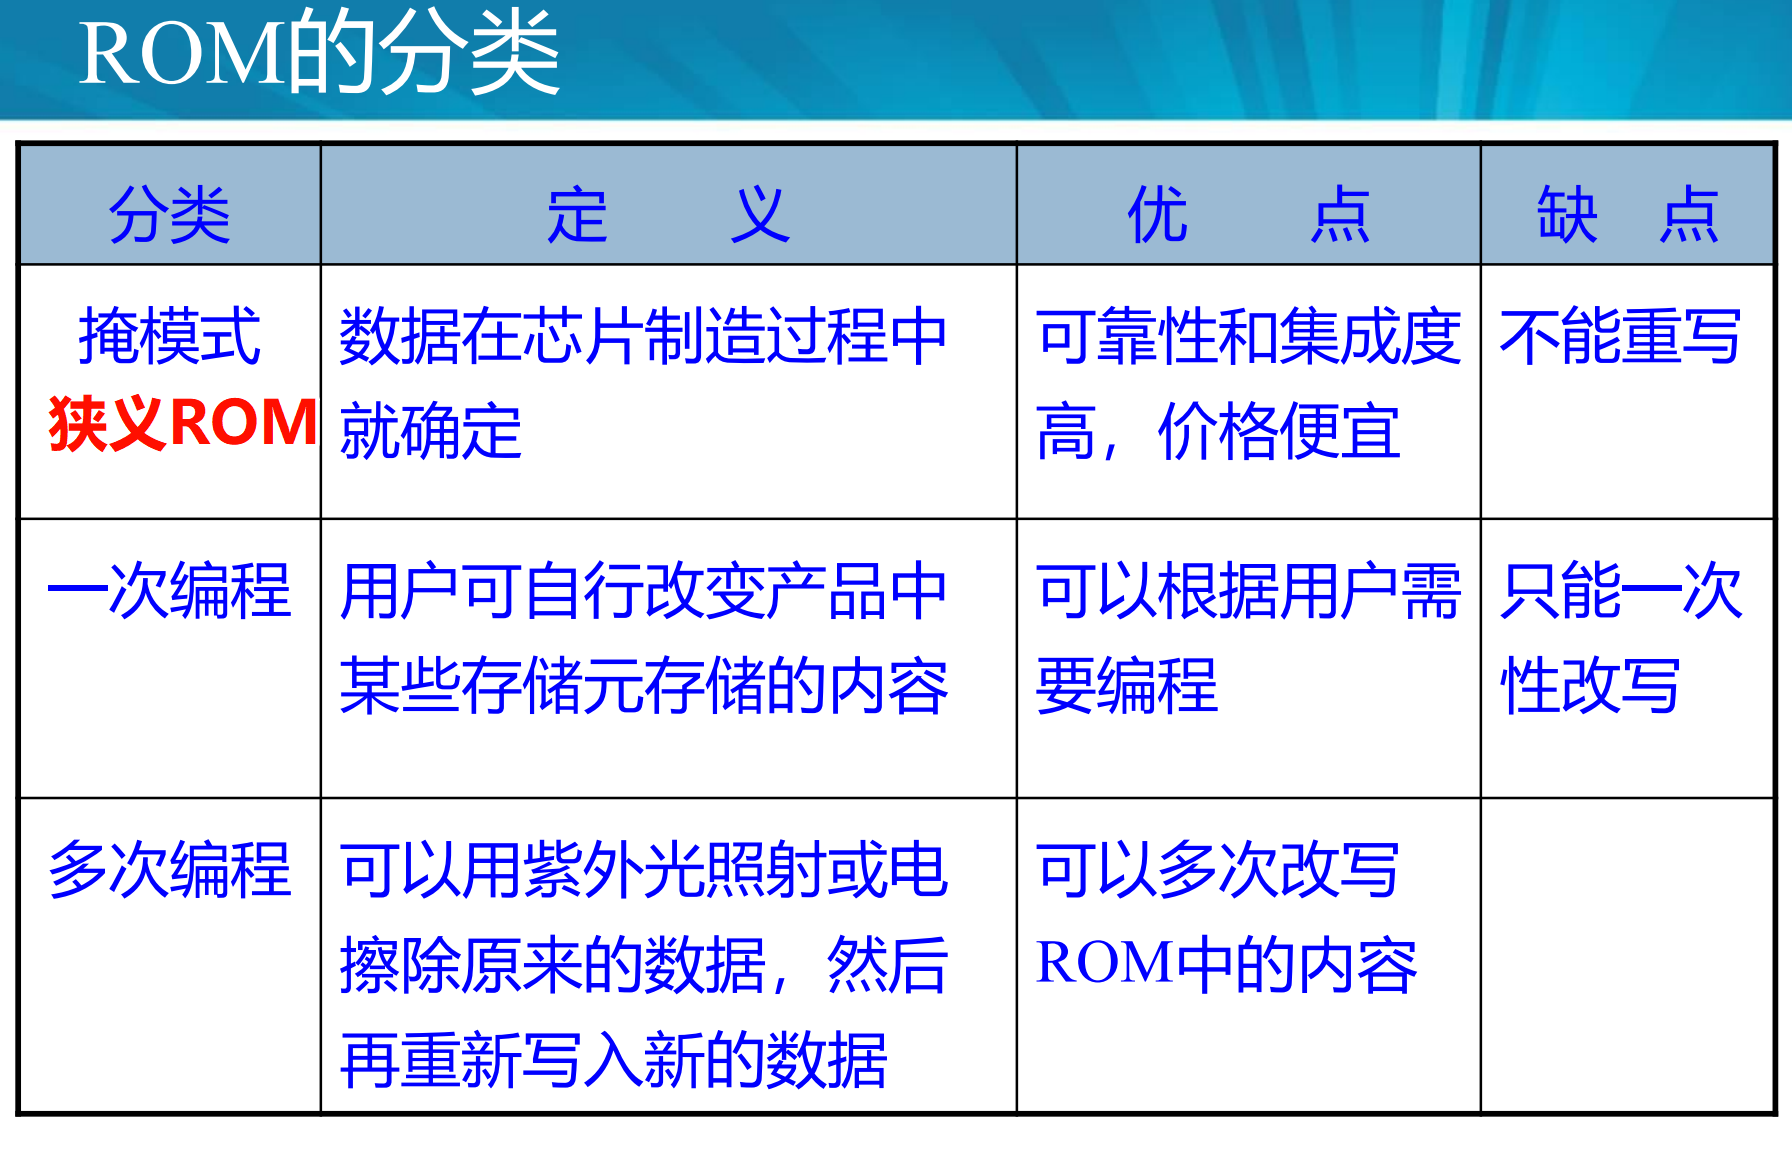 ROM的分类
分类 定 义 优 点 缺 点
掩模式
狭义ROM
数据在芯片制造过程中
就确定
可靠性和集成度
高，价格便宜
不能重写
一次编程
用户可自行改变产品中
某些存储元存储的内容
可以根据用户需
要编程
只能一次
性改写
多次编程
可以用紫外光照射或电
擦除原来的数据，然后
再重新写入新的数据
可以多次改写
ROM中的内容